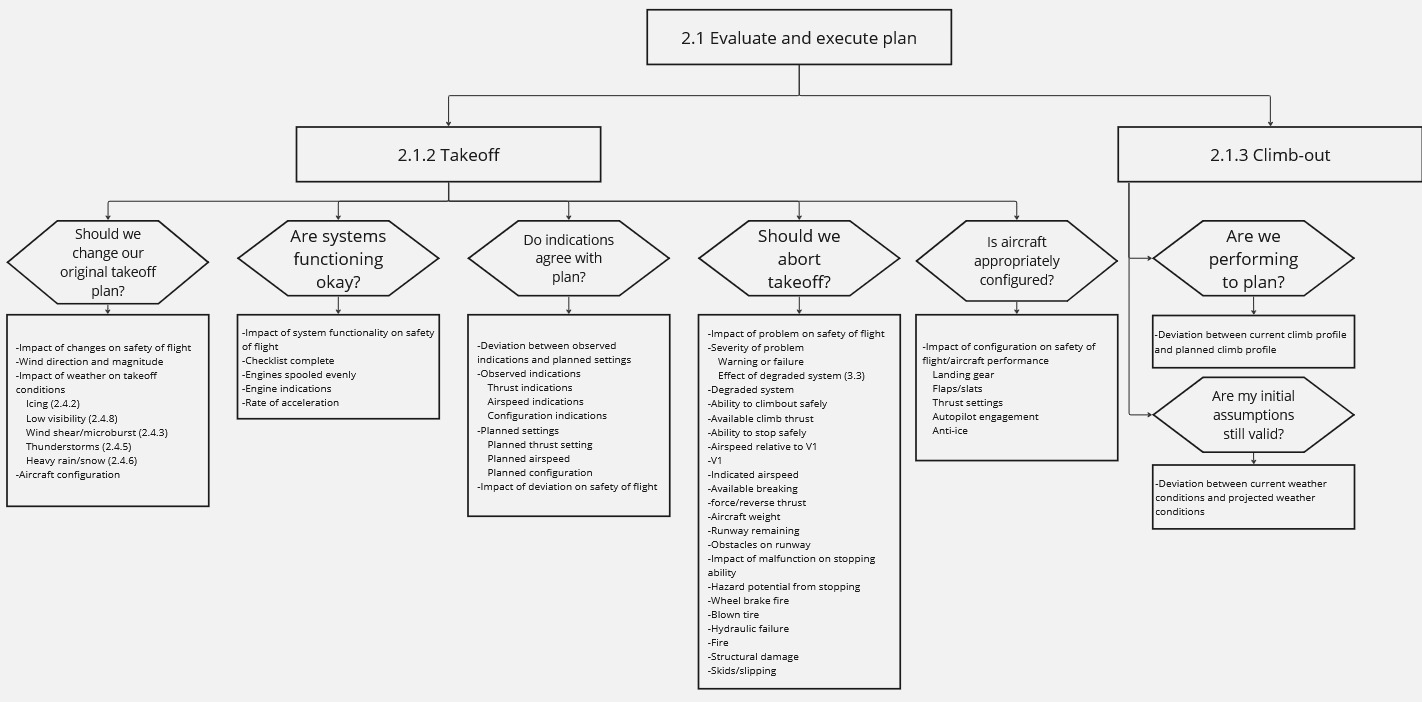 2.1 Evaluate and execute plan
2.1.2 Takeoff
2.1.3 Climb-out
Should we
change our
original takeoff
plan?
-Impact of changes on safety of flight
-Wind direction and magnitude
-Impact of weather on takeoff
conditions
Icing (2.4.2)
Low visibility (2.4.8)
Wind shear/microburst (2.4.3)
Thunderstorms (2.4.5)
Heavy rain/snow (2.4.6)
-Aircraft configuration
Are systems
functioning
okay?
-Impact of system functionality on safety
of flight
-Checklist complete
-Engines spooled evenly
-Engine indications
-Rate of acceleration
Do indications
agree with
plan?
-Deviation between observed
indications and planned settings
-Observed indications
Thrust indications
Airspeed indications
Configuration indications
-Planned settings
Planned thrust setting
Planned airspeed
Planned configuration
-Impact of deviation on safety of flight
Should we
abort
takeoff?
-Impact of problem on safety of flight
-Severity of problem
Warning or failure
Effect of degraded system (3.3)
-Degraded system
-Ability to climbout safely
-Available climb thrust
-Ability to stop safely
-Airspeed relative to V1
-V1
-Indicated airspeed
-Available breaking
-force/reverse thrust
-Aircraft weight
-Runway remaining
-Obstacles on runway
-Impact of malfunction on stopping
ability
-Hazard potential from stopping
-Wheel brake fire
-Blown tire
-Hydraulic failure
-Fire
-Structural damage
-Skids/slipping
Is aircraft
appropriately
configured?
-Impact of configuration on safety of
flight/aircraft performance
Landing gear
Flaps/slats
Thrust settings
Autopilot engagement
Anti-ice
Are we
performing
to plan?
-Deviation between current climb profile
and planned climb profile
Are my initial
assumptions
still valid?
-Deviation between current weather
conditions and projected weather
conditions